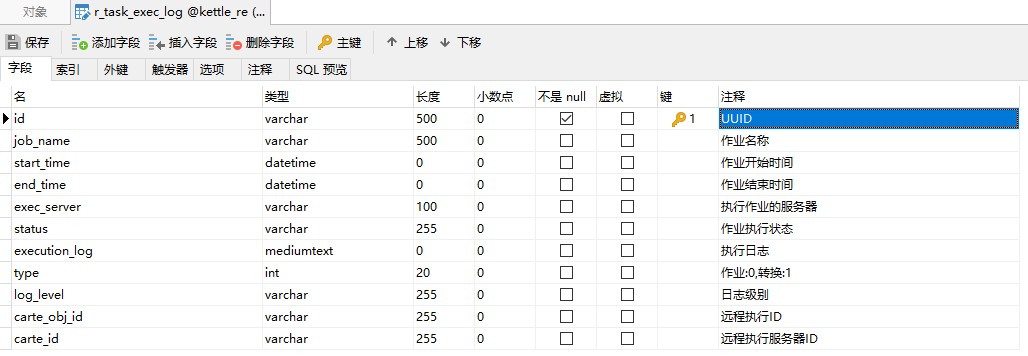 对象 r_task_exec_log @kettle_re (...
保存 添加字段 插入字段 删除字段 主键 上移 下移
字段 索引 外键 触发器 选项 注释 SQL 预览
名 类型 长度 小数点 不是 null 虚拟 键 注释
id varchar 500 0 1 UUID
job_name varchar 500 0 作业名称
start_time datetime 0 0 作业开始时间
end_time datetime 0 0 作业结束时间
exec_server varchar 100 0 执行作业的服务器
status varchar 255 0 作业执行状态
execution_log mediumtext 0 0 执行日志
type int 20 0 作业:0,转换:1
log_level varchar 255 0 日志级别
carte_obj_id varchar 255 0 远程执行ID
carte_id varchar 255 0 远程执行服务器ID